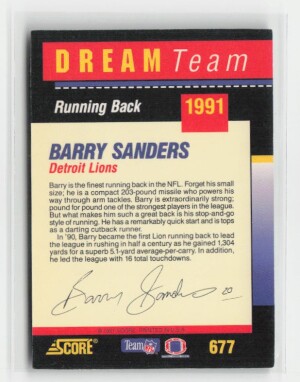 DREAM Team
Running Back
1991
BARRY SANDERS
Detroit Lions
Barry is the finest running back in the NFL. Forget his small
size; he is a compact 203-pound missile who powers his
way through arm tackles. Barry is extraordinarily strong;
pound for pound one of the strongest players in the league.
But what makes him such a great back is his stop-and-go
style of running. He has a remarkably quick start and is tops
as a darting cutback runner.
In '90, Barry became the first Lion running back to lead
the league in rushing in half a century as he gained 1,304
yards for a superb 5.1-yard average-per-carry. In addition,
he led the league with 16 total touchdowns.
Barry Sanders 20
SCORE
Team NFL
677